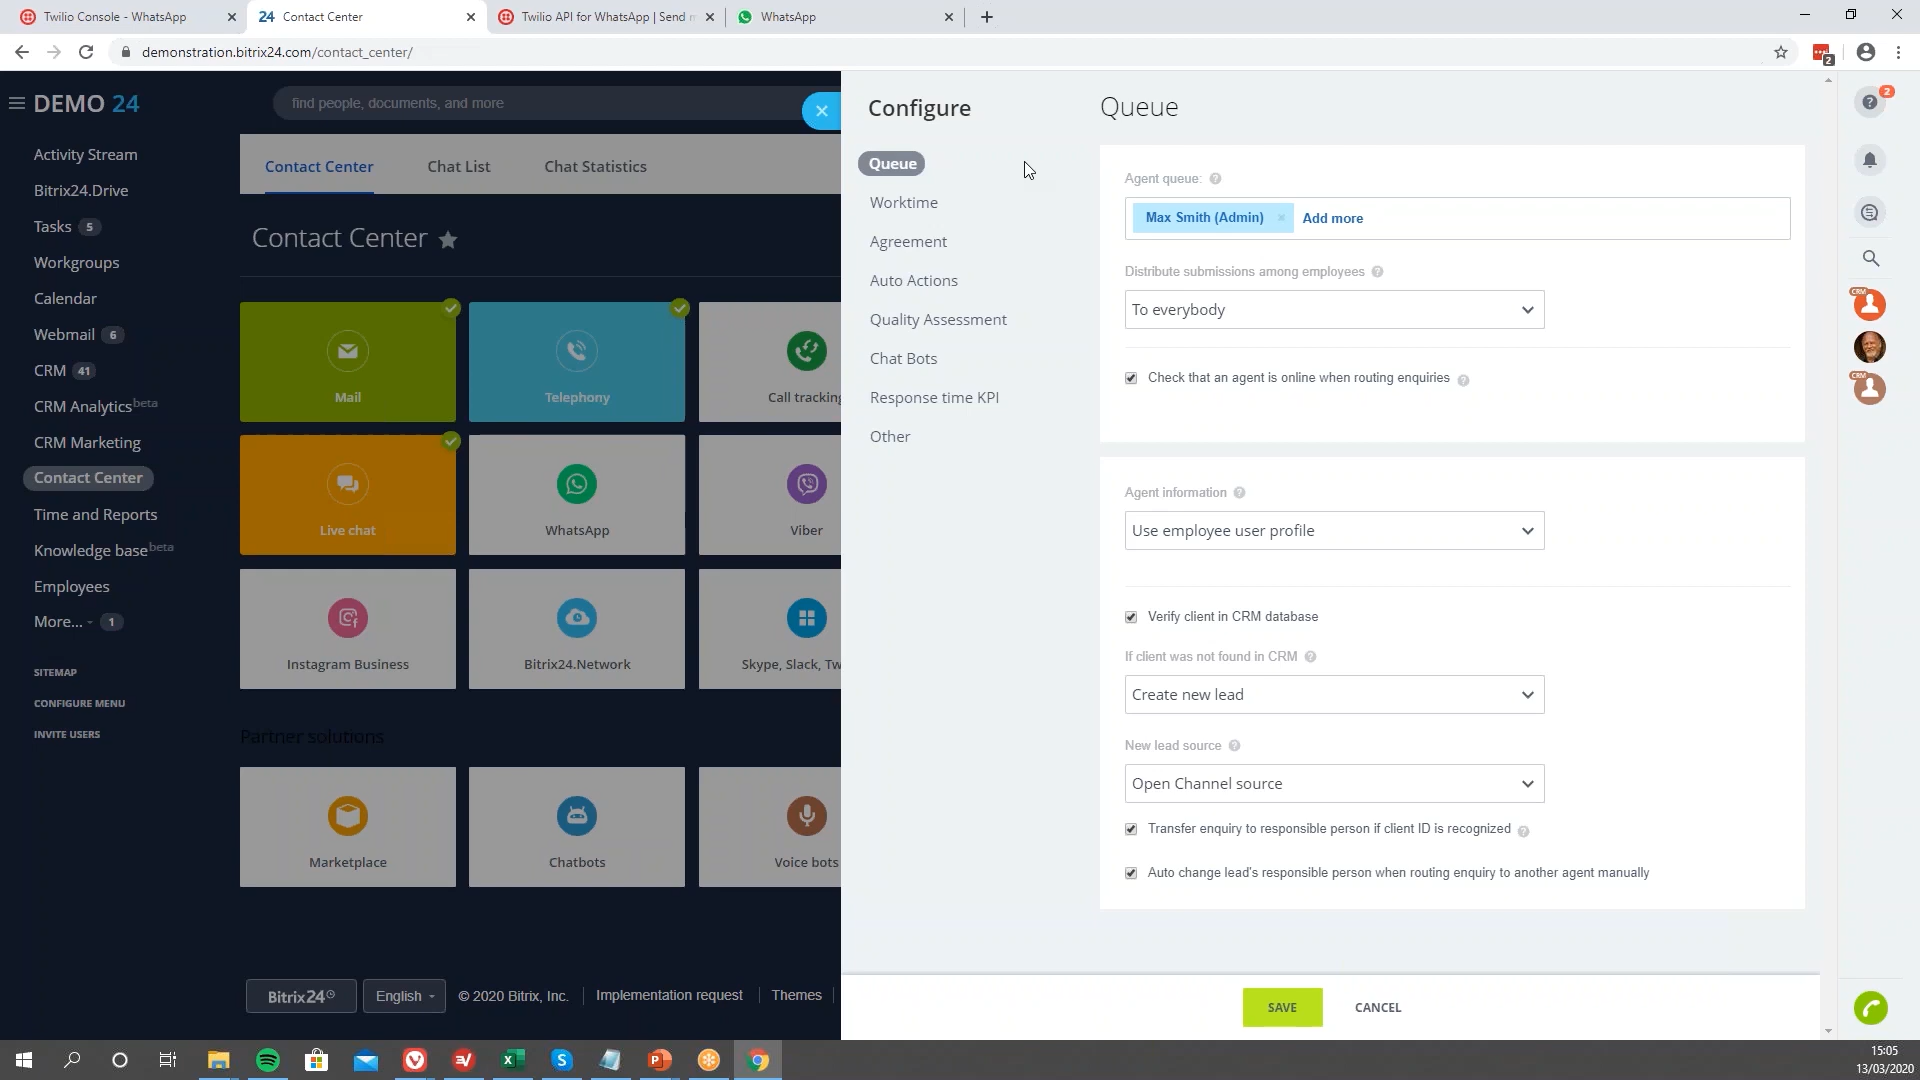 Twilio Console - WhatsApp
24 Contact Center
Twilio API for WhatsApp | Send m
WhatsApp
demonstration.bitrix24.com/contact_center/
2
DEMO 24
find people, documents, and more
Activity Stream
Bitrix24.Drive
Tasks 5
Workgroups
Calendar
Webmail 6
CRM 41
CRM Analytics beta
CRM Marketing
Contact Center
Time and Reports
Knowledge base beta
Employees
More... 1
SITEMAP
CONFIGURE MENU
INVITE USERS
Contact Center Chat List Chat Statistics
Contact Center
Mail
Telephony
Call tracking
Live chat
WhatsApp
Viber
Instagram Business
Bitrix24.Network
Skype, Slack, Tw
Partner solutions
Marketplace
Chatbots
Voice bots
Bitrix24
English
© 2020 Bitrix, Inc.
Implementation request
Themes
Configure
Queue
Worktime
Agreement
Auto Actions
Quality Assessment
Chat Bots
Response time KPI
Other
Queue
Agent queue: ?
Max Smith (Admin) × Add more
Distribute submissions among employees ?
To everybody
Check that an agent is online when routing enquiries ?
Agent information ?
Use employee user profile
Verify client in CRM database
If client was not found in CRM ?
Create new lead
New lead source ?
Open Channel source
Transfer enquiry to responsible person if client ID is recognized ?
Auto change lead's responsible person when routing enquiry to another agent manually
SAVE
CANCEL
? 2
CRM
CRM
15:05
13/03/2020